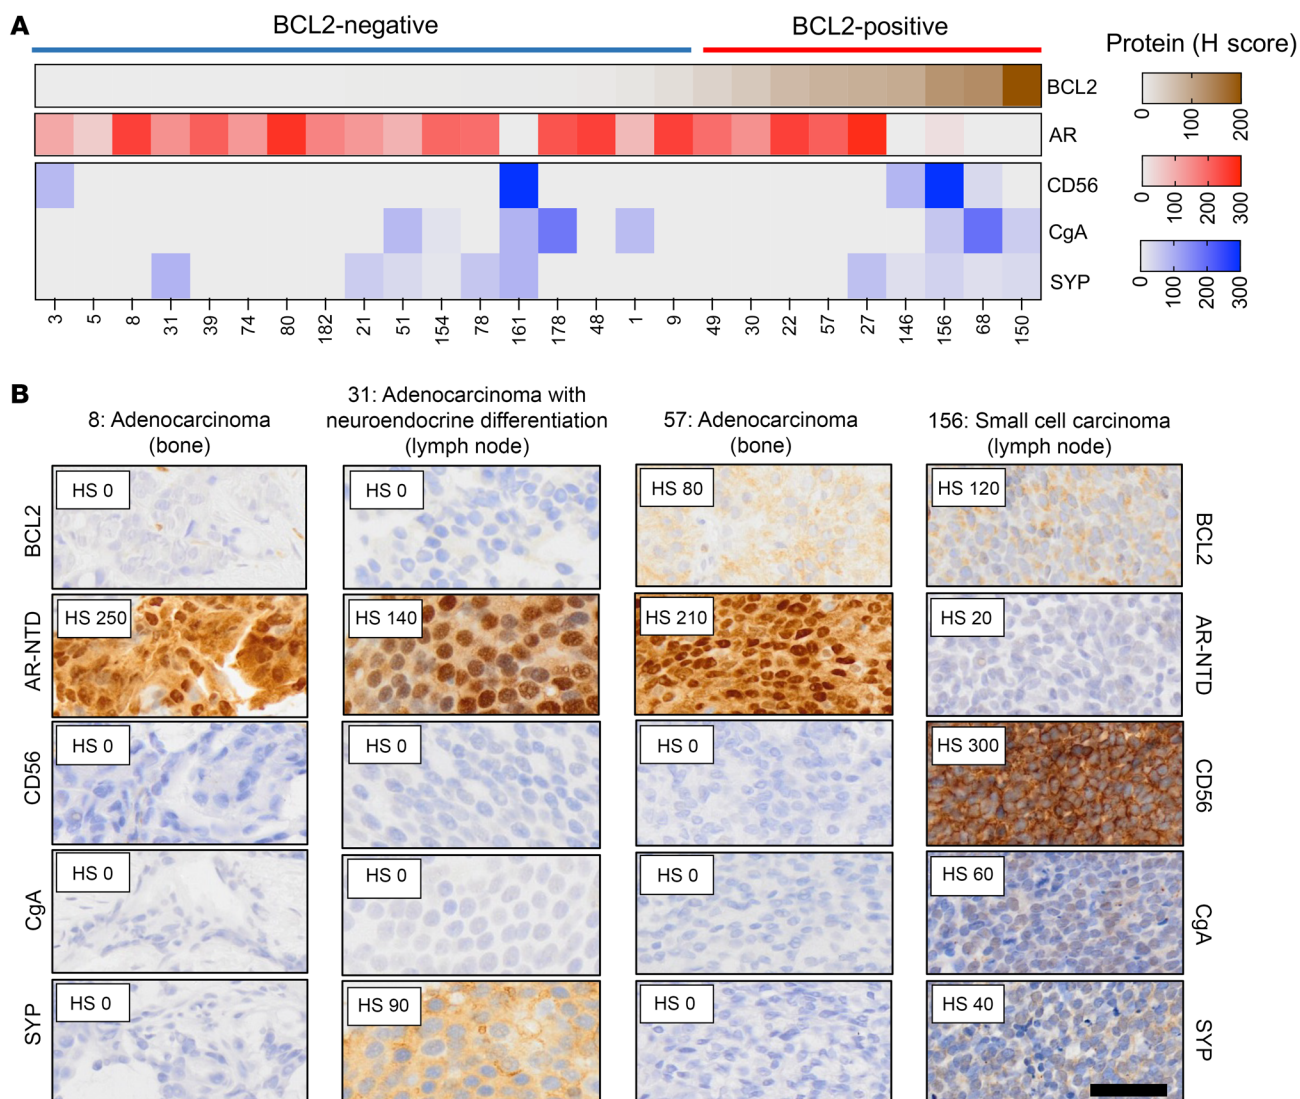 A
BCL2-negative
BCL2-positive
Protein (H score)
BCL2
0 100 200
AR
0 100 200 300
CD56
CgA
SYP
0 100 200 300
3 5 8 31 39 74 80 182 21 51 154 78 161 178 48 1 9 49 30 22 57 27 146 156 68 150
B
8: Adenocarcinoma
(bone)
31: Adenocarcinoma with
neuroendocrine differentiation
(lymph node)
57: Adenocarcinoma
(bone)
156: Small cell carcinoma
(lymph node)
BCL2
HS 0
HS 0
HS 80
HS 120
BCL2
AR-NTD
HS 250
HS 140
HS 210
HS 20
AR-NTD
CD56
HS 0
HS 0
HS 0
HS 300
CD56
CgA
HS 0
HS 0
HS 0
HS 60
CgA
SYP
HS 0
HS 90
HS 0
HS 40
SYP